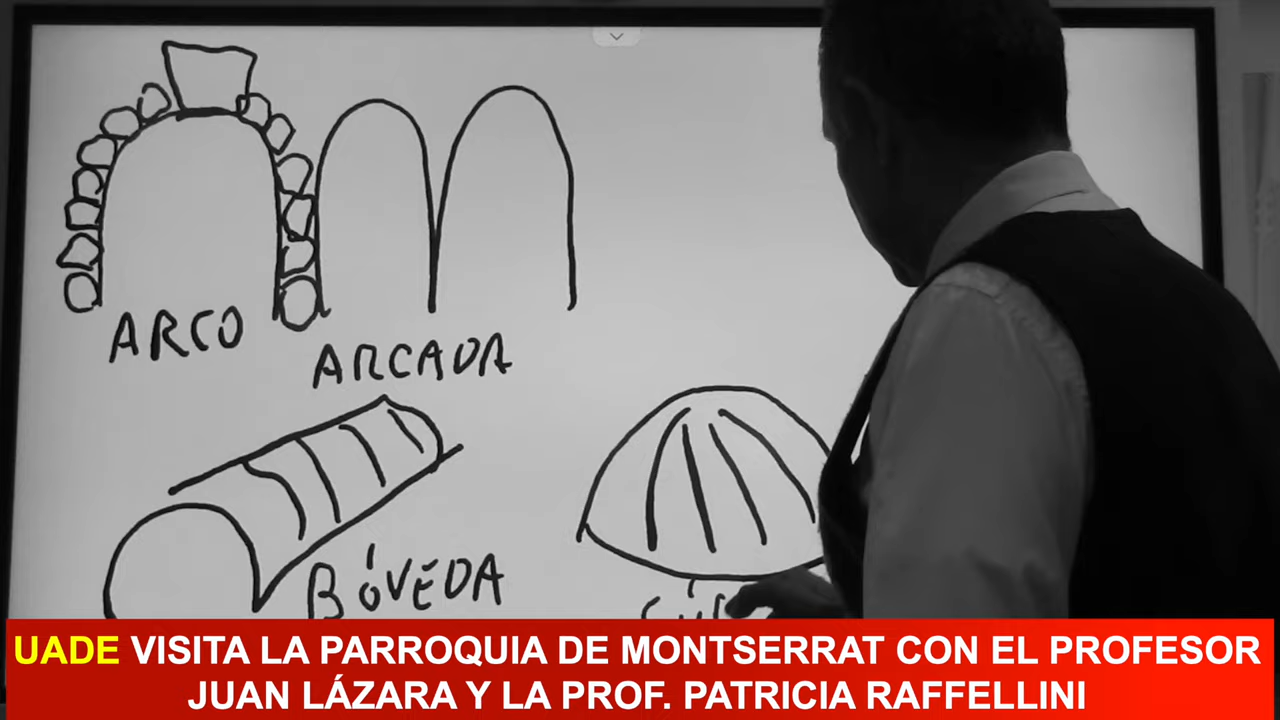 ARCO
ARCADA
BÓVEDA
UADE VISITA LA PARROQUIA DE MONTSERRAT CON EL PROFESOR
JUAN LÁZARA Y LA PROF. PATRICIA RAFFELLINI